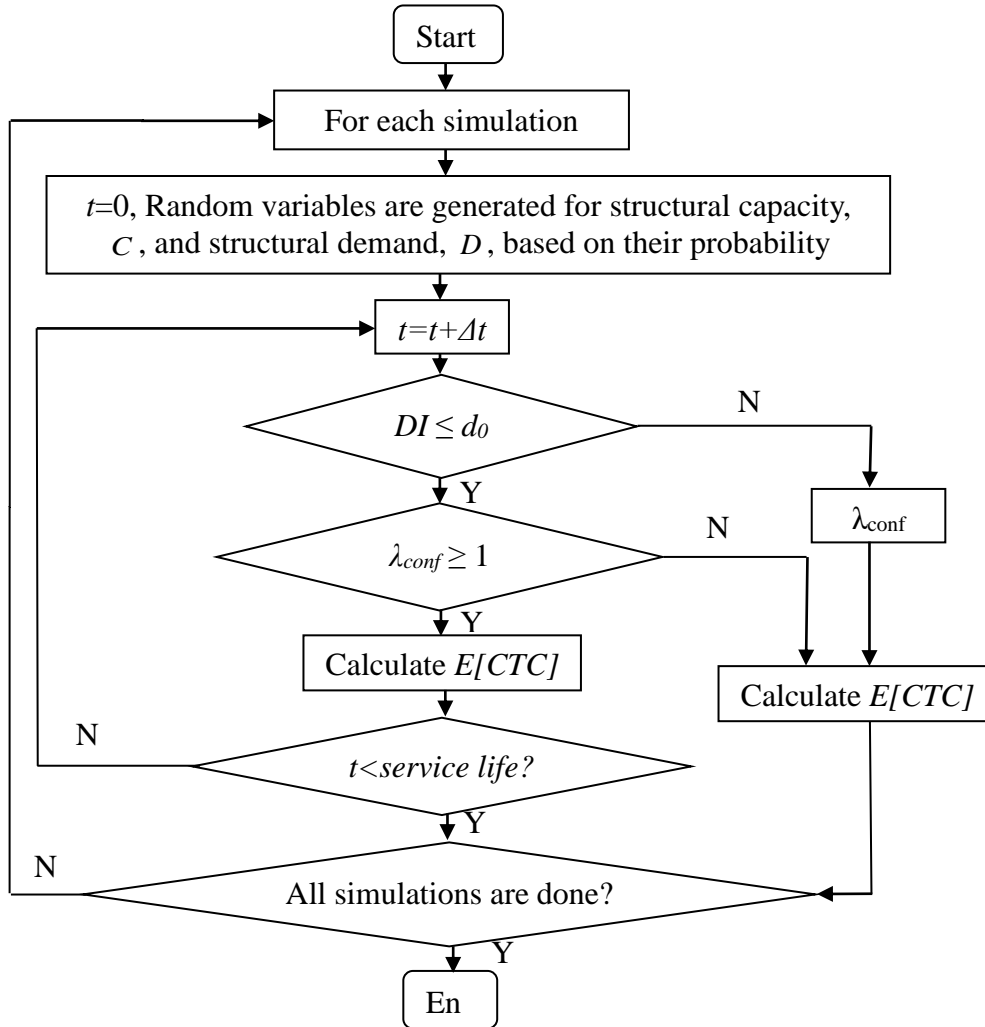 Start
For each simulation
t=0, Random variables are generated for structural capacity,
C , and structural demand, D , based on their probability
t=t+Δt
DI ≤ d₀
N
Y
λconf
λconf ≥ 1
N
Y
Calculate E[CTC]
Calculate E[CTC]
N
t<service life?
Y
N
All simulations are done?
Y
En